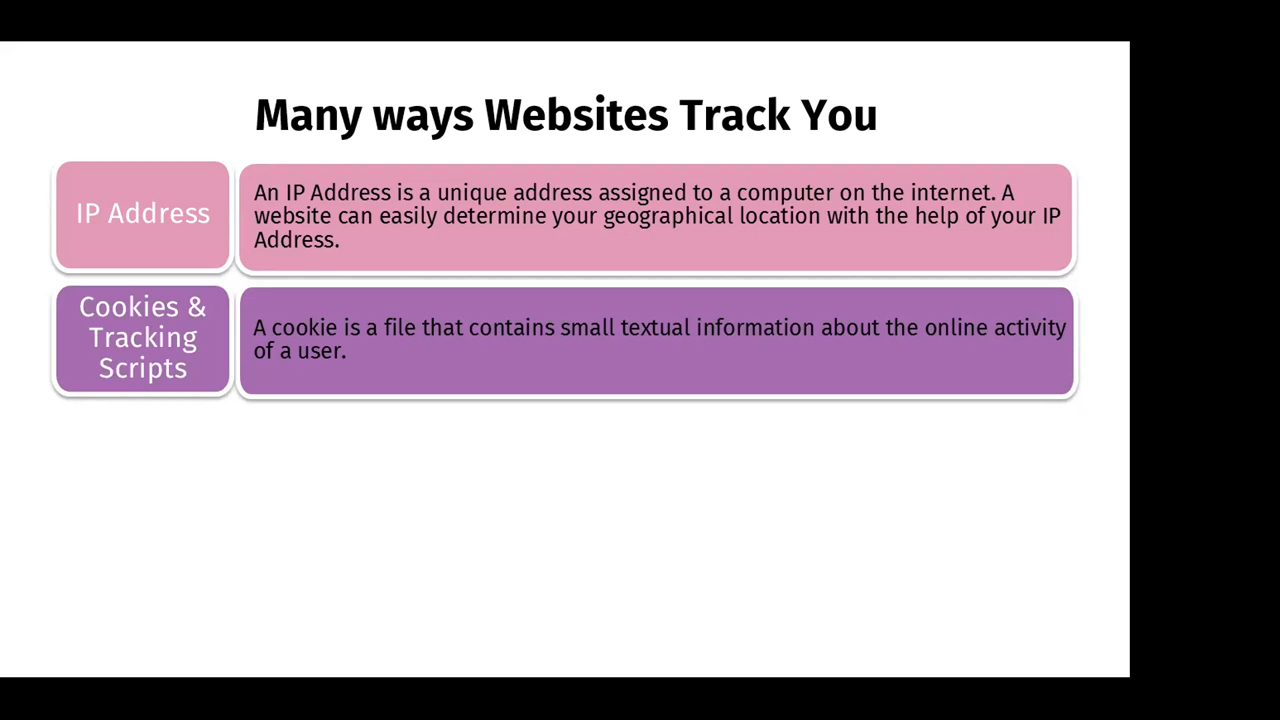 Many ways Websites Track You
IP Address
An IP Address is a unique address assigned to a computer on the internet. A
website can easily determine your geographical location with the help of your IP
Address.
Cookies &
Tracking
Scripts
A cookie is a file that contains small textual information about the online activity
of a user.